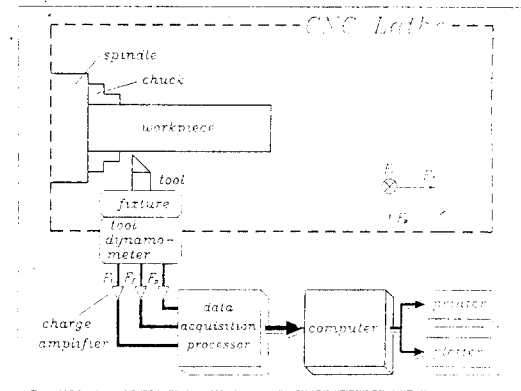 CNC Lathe
spindle
chuck
workpiece
tool
fixture
tool
dynamo-
meter
data
acquisition
processor
computer
printer
plotter
charge
amplifier